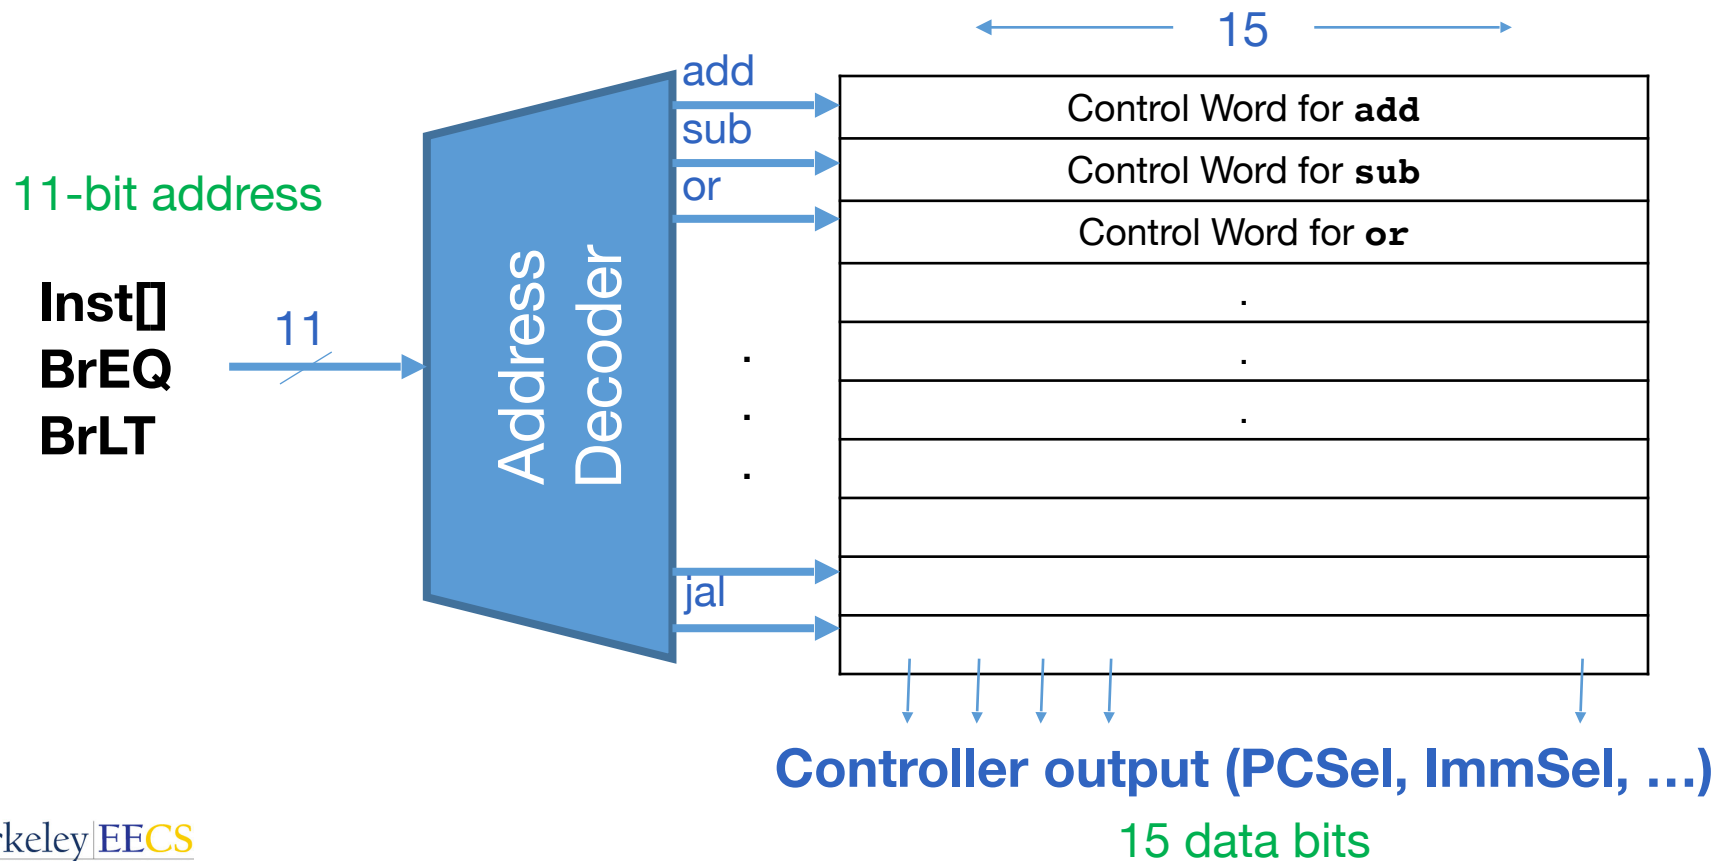 15
add
Control Word for add
sub
Control Word for sub
or
Control Word for or
11-bit address
Inst[]
BrEQ
BrLT
11
Address
Decoder
.
.
.
.
.
.
jal
Controller output (PCSel, ImmSel, …)
15 data bits
rkeley|EECS